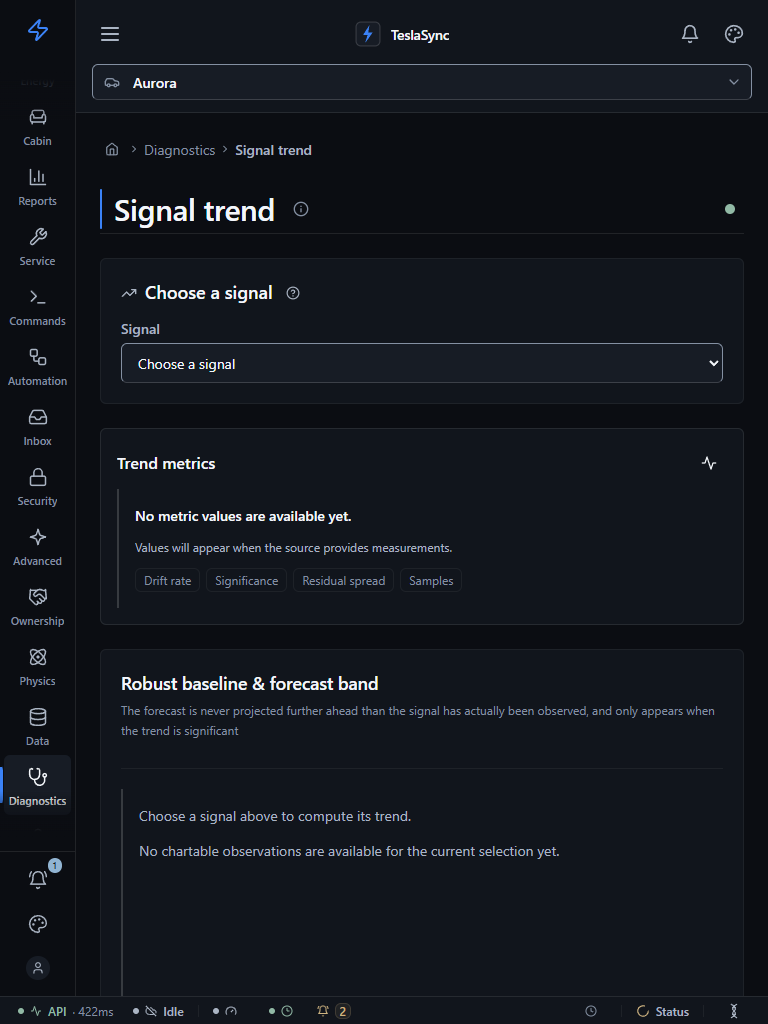 TeslaSync
Aurora
Diagnostics
Signal trend
Signal trend
Choose a signal
Signal
Choose a signal
Trend metrics
No metric values are available yet.
Values will appear when the source provides measurements.
Drift rate
Significance
Residual spread
Samples
Robust baseline & forecast band
The forecast is never projected further ahead than the signal has actually been observed, and only appears when
the trend is significant
Choose a signal above to compute its trend.
No chartable observations are available for the current selection yet.
Cabin
Reports
Service
Commands
Automation
Inbox
Security
Advanced
Ownership
Physics
Data
Diagnostics
1
API · 422ms
Idle
2
Status